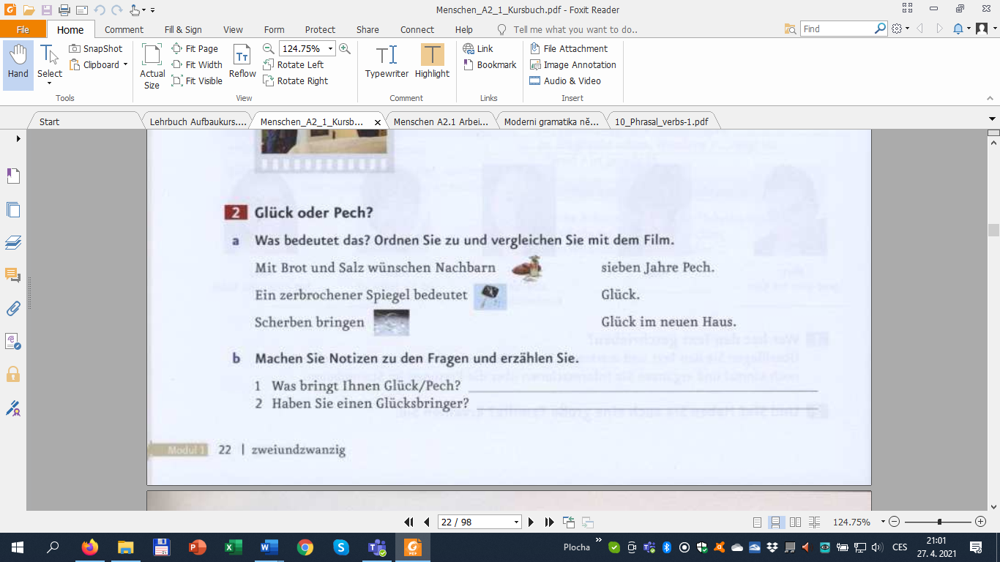 Menschen_A2_1_Kursbuch.pdf - Foxit Reader
File Home Comment Fill & Sign View Form Protect Share Connect Help Tell me what you want to do.. Find
Hand
Select
SnapShot
Clipboard
Tools
Actual Size
Fit Page
Fit Width
Fit Visible
Reflow
124.75%
Rotate Left
Rotate Right
View
Typewriter
Highlight
Comment
Link
Bookmark
Links
File Attachment
Image Annotation
Audio & Video
Insert
Start Lehrbuch Aufbaukurs.... Menschen_A2_1_Kursb... Menschen A2.1 Arbei... Moderni gramatika ně... 10_Phrasal_verbs-1.pdf
2 Glück oder Pech?
a Was bedeutet das? Ordnen Sie zu und vergleichen Sie mit dem Film.
Mit Brot und Salz wünschen Nachbarn sieben Jahre Pech.
Ein zerbrochener Spiegel bedeutet Glück.
Scherben bringen Glück im neuen Haus.
b Machen Sie Notizen zu den Fragen und erzählen Sie.
1 Was bringt Ihnen Glück/Pech?
2 Haben Sie einen Glücksbringer?
Modul 1 22 | zweiundzwanzig
22 / 98 124.75%
Plocha CES 21:01
27. 4. 2021